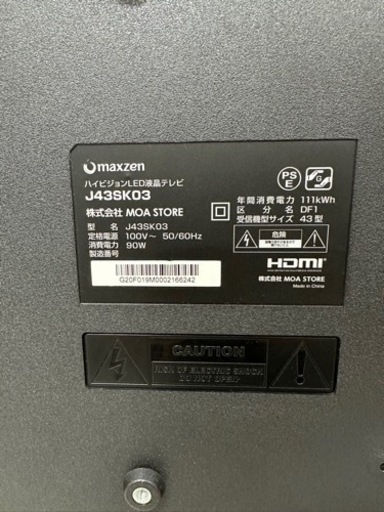 maxzen
ハイビジョンLED液晶テレビ
J43SK03
株式会社 MOA STORE
型名 J43SK03
定格電源 100V～ 50/60Hz
消費電力 90W
製造番号
G20F019M0002166242
PS
E
年間消費電力 111kWh
区分名 DF1
受信機型サイズ 43型
危険
HDMI
株式会社 MOA STORE
Made in China
CAUTION
RISK OF ELECTRIC SHOCK
DO NOT OPEN